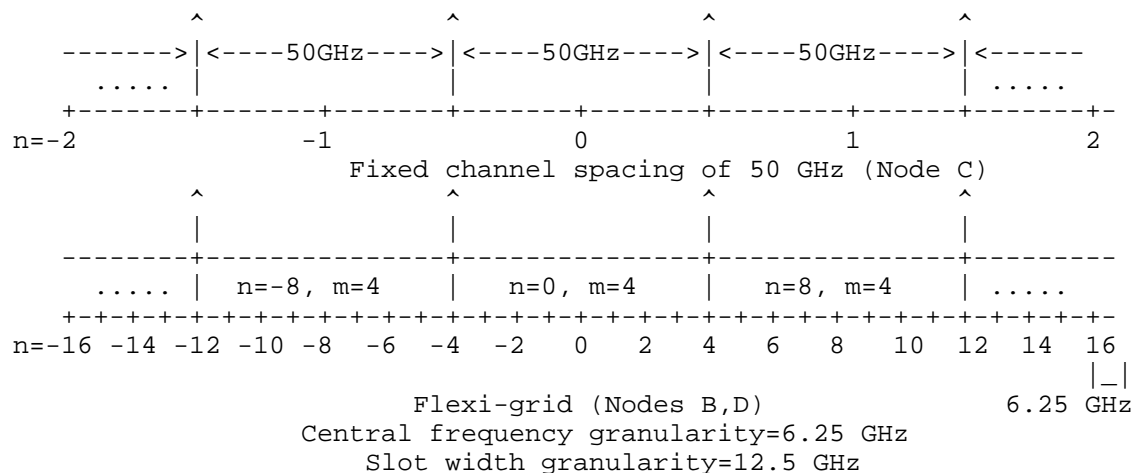 ^ ^ ^ ^
------->|<----50GHz---->|<----50GHz---->|<----50GHz---->|<------
..... | | | | .....
+-------+-------+-------+-------+-------+-------+-------+-------+-
n=-2 -1 0 1 2
Fixed channel spacing of 50 GHz (Node C)
^ ^ ^ ^
| | | |
--------+---------------+---------------+---------------+---------
..... | n=-8, m=4 | n=0, m=4 | n=8, m=4 | .....
+-+-+-+-+-+-+-+-+-+-+-+-+-+-+-+-+-+-+-+-+-+-+-+-+-+-+-+-+-+-+-+-+-
n=-16 -14 -12 -10 -8 -6 -4 -2 0 2 4 6 8 10 12 14 16
|_|
Flexi-grid (Nodes B,D) 6.25 GHz
Central frequency granularity=6.25 GHz
Slot width granularity=12.5 GHz